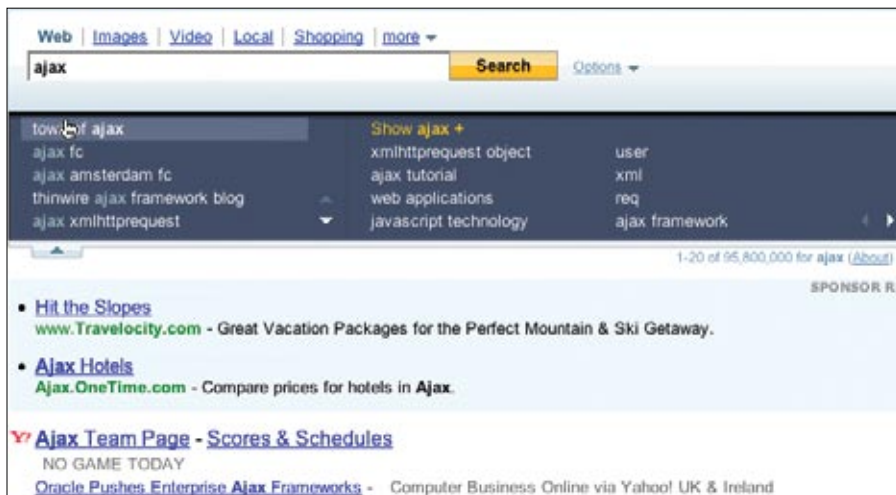 Web | Images | Video | Local | Shopping | more
ajax Search Options
town of ajax
ajax fc
ajax amsterdam fc
thinwire ajax framework blog
ajax xmlhttprequest
Show ajax +
xmlhttprequest object
ajax tutorial
web applications
javascript technology
user
xml
req
ajax framework
1-20 of 95,800,000 for ajax (About)
SPONSOR R
• Hit the Slopes
www.Travelocity.com - Great Vacation Packages for the Perfect Mountain & Ski Getaway.
• Ajax Hotels
Ajax.OneTime.com - Compare prices for hotels in Ajax.
Y! Ajax Team Page - Scores & Schedules
NO GAME TODAY
Oracle Pushes Enterprise Ajax Frameworks - Computer Business Online via Yahoo! UK & Ireland